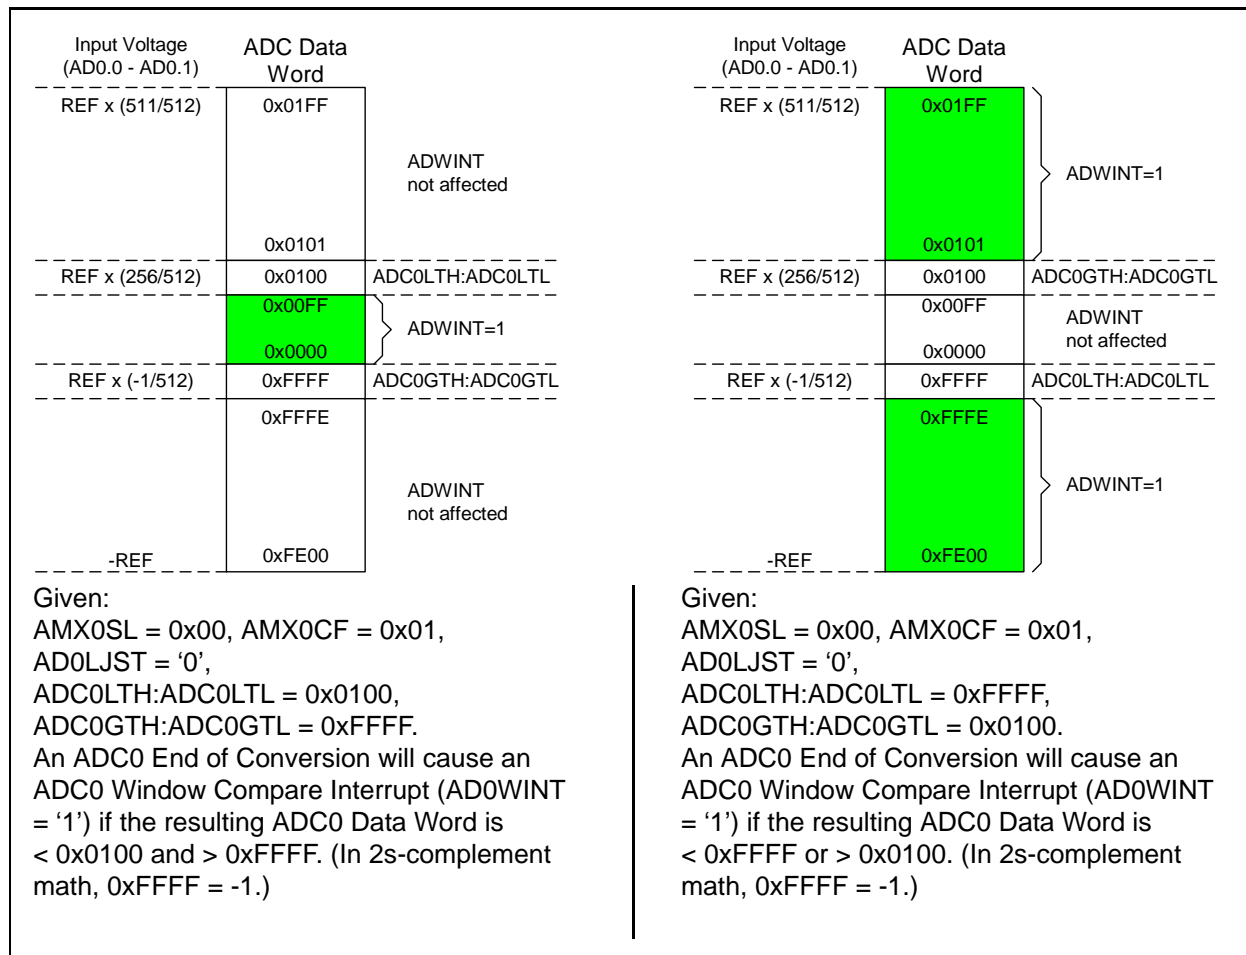 Input Voltage
(AD0.0 - AD0.1)
ADC Data
Word
REF x (511/512)
0x01FF
ADWINT
not affected
0x0101
REF x (256/512)
0x0100
ADC0LTH:ADC0LTL
0x00FF
ADWINT=1
0x0000
REF x (-1/512)
0xFFFF
ADC0GTH:ADC0GTL
0xFFFE
ADWINT
not affected
-REF
0xFE00
Given:
AMX0SL = 0x00, AMX0CF = 0x01,
AD0LJST = ‘0’,
ADC0LTH:ADC0LTL = 0x0100,
ADC0GTH:ADC0GTL = 0xFFFF.
An ADC0 End of Conversion will cause an
ADC0 Window Compare Interrupt (AD0WINT
= ‘1’) if the resulting ADC0 Data Word is
< 0x0100 and > 0xFFFF. (In 2s-complement
math, 0xFFFF = -1.)
Input Voltage
(AD0.0 - AD0.1)
ADC Data
Word
REF x (511/512)
0x01FF
ADWINT=1
0x0101
REF x (256/512)
0x0100
ADC0GTH:ADC0GTL
0x00FF
ADWINT
not affected
0x0000
REF x (-1/512)
0xFFFF
ADC0LTH:ADC0LTL
0xFFFE
ADWINT=1
-REF
0xFE00
Given:
AMX0SL = 0x00, AMX0CF = 0x01,
AD0LJST = ‘0’,
ADC0LTH:ADC0LTL = 0xFFFF,
ADC0GTH:ADC0GTL = 0x0100.
An ADC0 End of Conversion will cause an
ADC0 Window Compare Interrupt (AD0WINT
= ‘1’) if the resulting ADC0 Data Word is
< 0xFFFF or > 0x0100. (In 2s-complement
math, 0xFFFF = -1.)